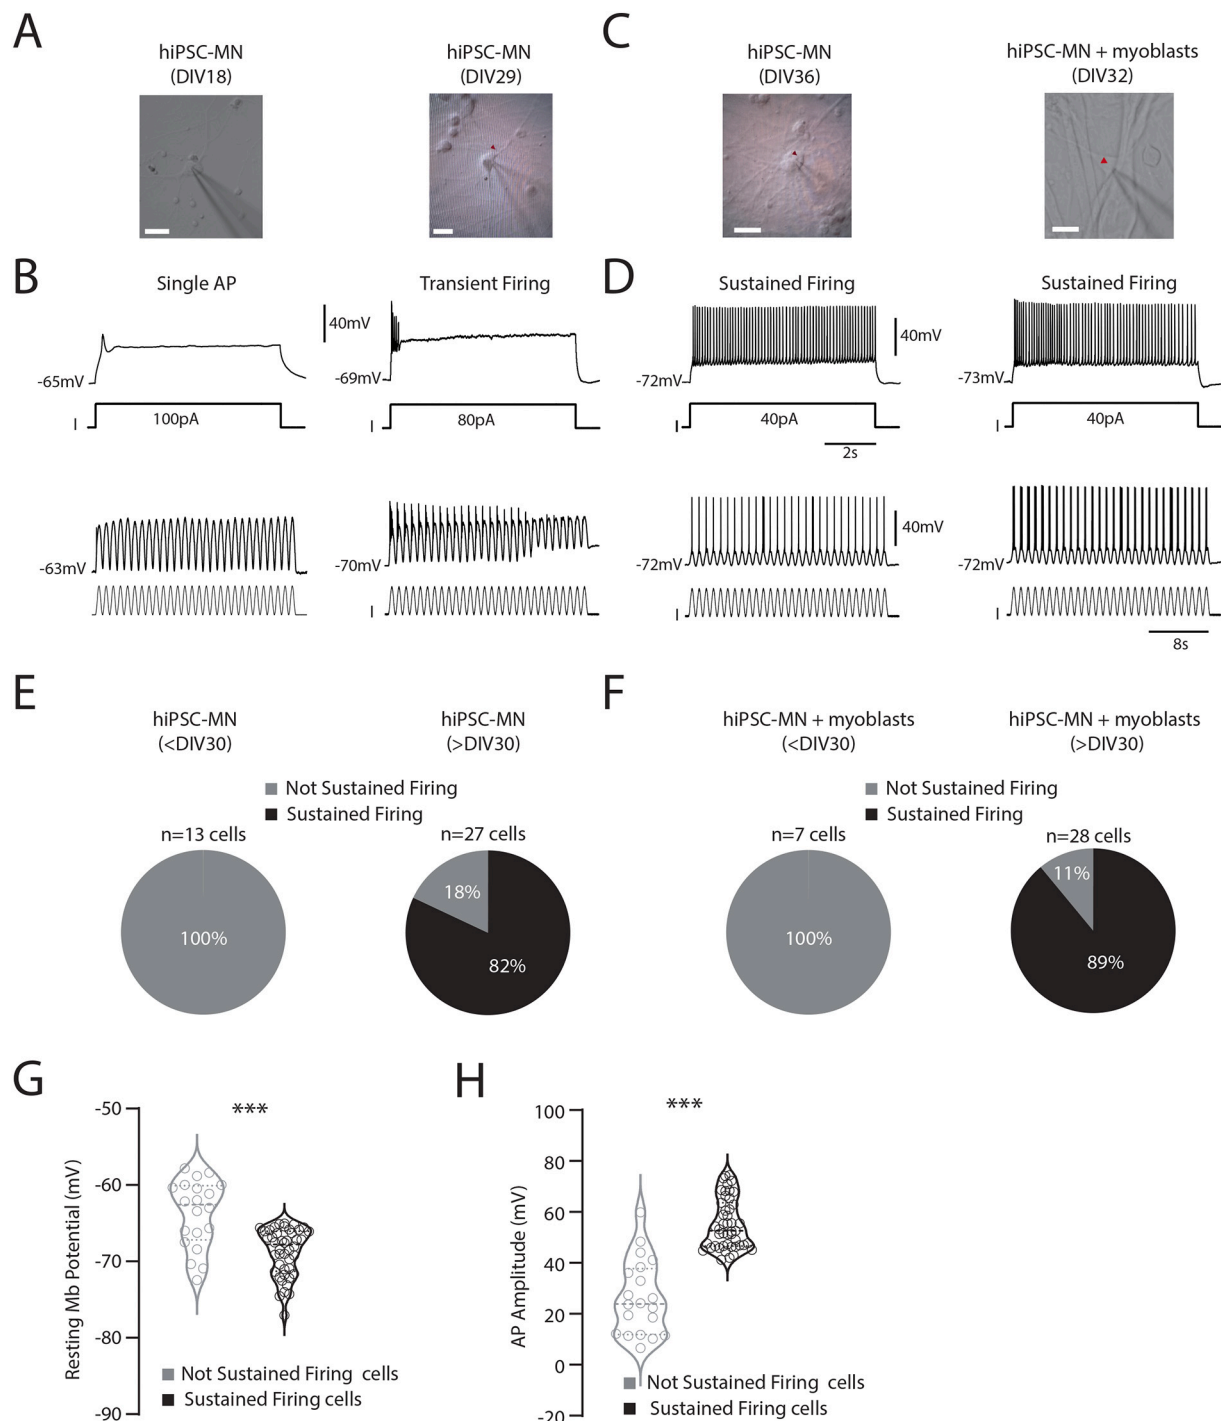 A
hiPSC-MN
(DIV18)
hiPSC-MN
(DIV29)
C
hiPSC-MN
(DIV36)
hiPSC-MN + myoblasts
(DIV32)
B
Single AP
Transient Firing
40mV
-65mV
-69mV
I
100pA
I
80pA
-63mV
-70mV
I
D
Sustained Firing
Sustained Firing
40mV
-72mV
-73mV
I
40pA
I
40pA
2s
40mV
-72mV
-72mV
I
I
8s
E
hiPSC-MN
(<DIV30)
hiPSC-MN
(>DIV30)
Not Sustained Firing
Sustained Firing
n=13 cells
n=27 cells
100%
18%
82%
F
hiPSC-MN + myoblasts
(<DIV30)
hiPSC-MN + myoblasts
(>DIV30)
Not Sustained Firing
Sustained Firing
n=7 cells
n=28 cells
100%
11%
89%
G
***
-50
-60
-70
-80
-90
Resting Mb Potential (mV)
Not Sustained Firing cells
Sustained Firing cells
H
***
100
80
60
40
20
0
-20
AP Amplitude (mV)
Not Sustained Firing cells
Sustained Firing cells